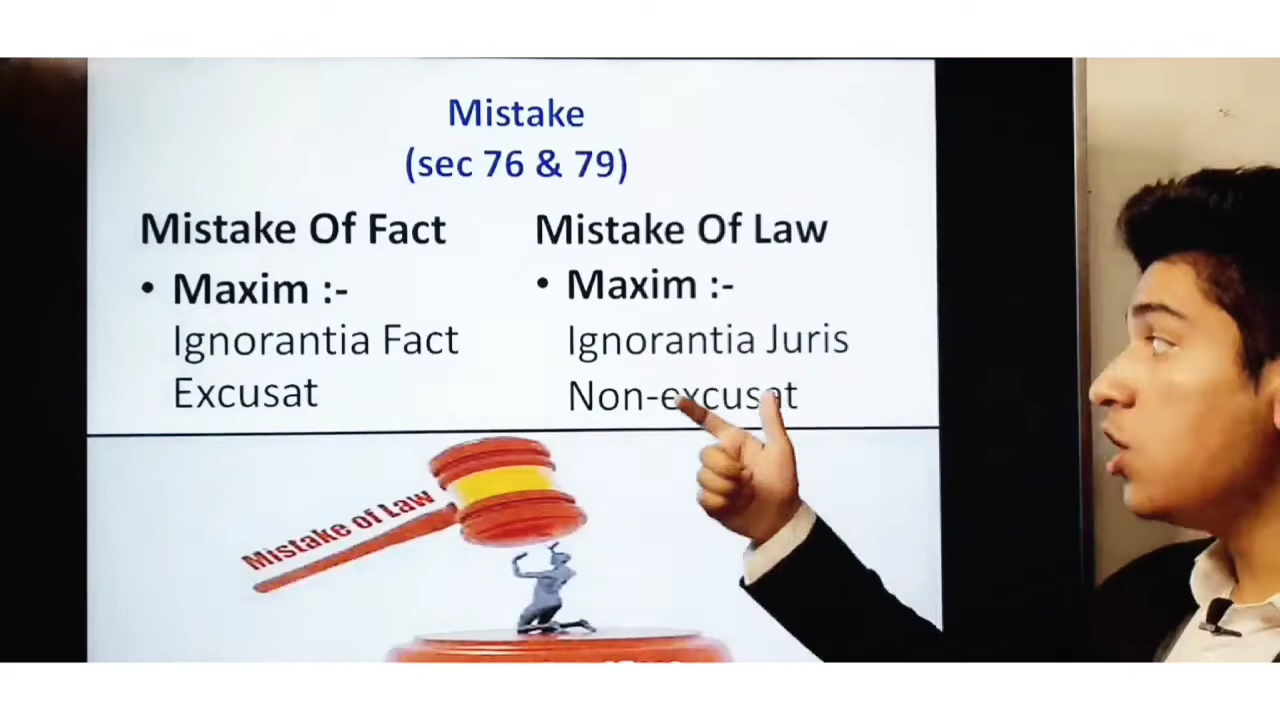 Mistake
(sec 76 & 79)
Mistake Of Fact
• Maxim :-
Ignorantia Fact
Excusat
Mistake Of Law
• Maxim :-
Ignorantia Juris
Non-excusat
Mistake of Law